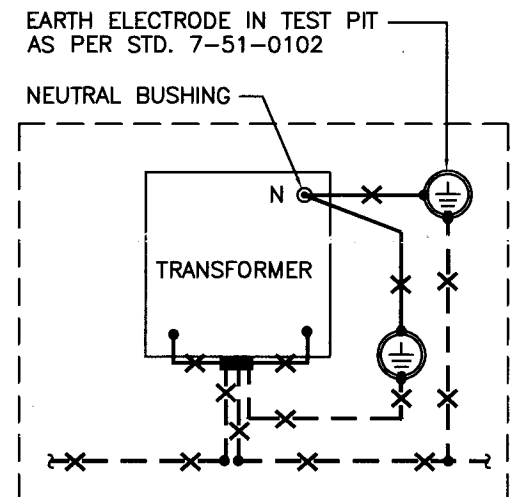 EARTH ELECTRODE IN TEST PIT
AS PER STD. 7-51-0102
NEUTRAL BUSHING
N
TRANSFORMER